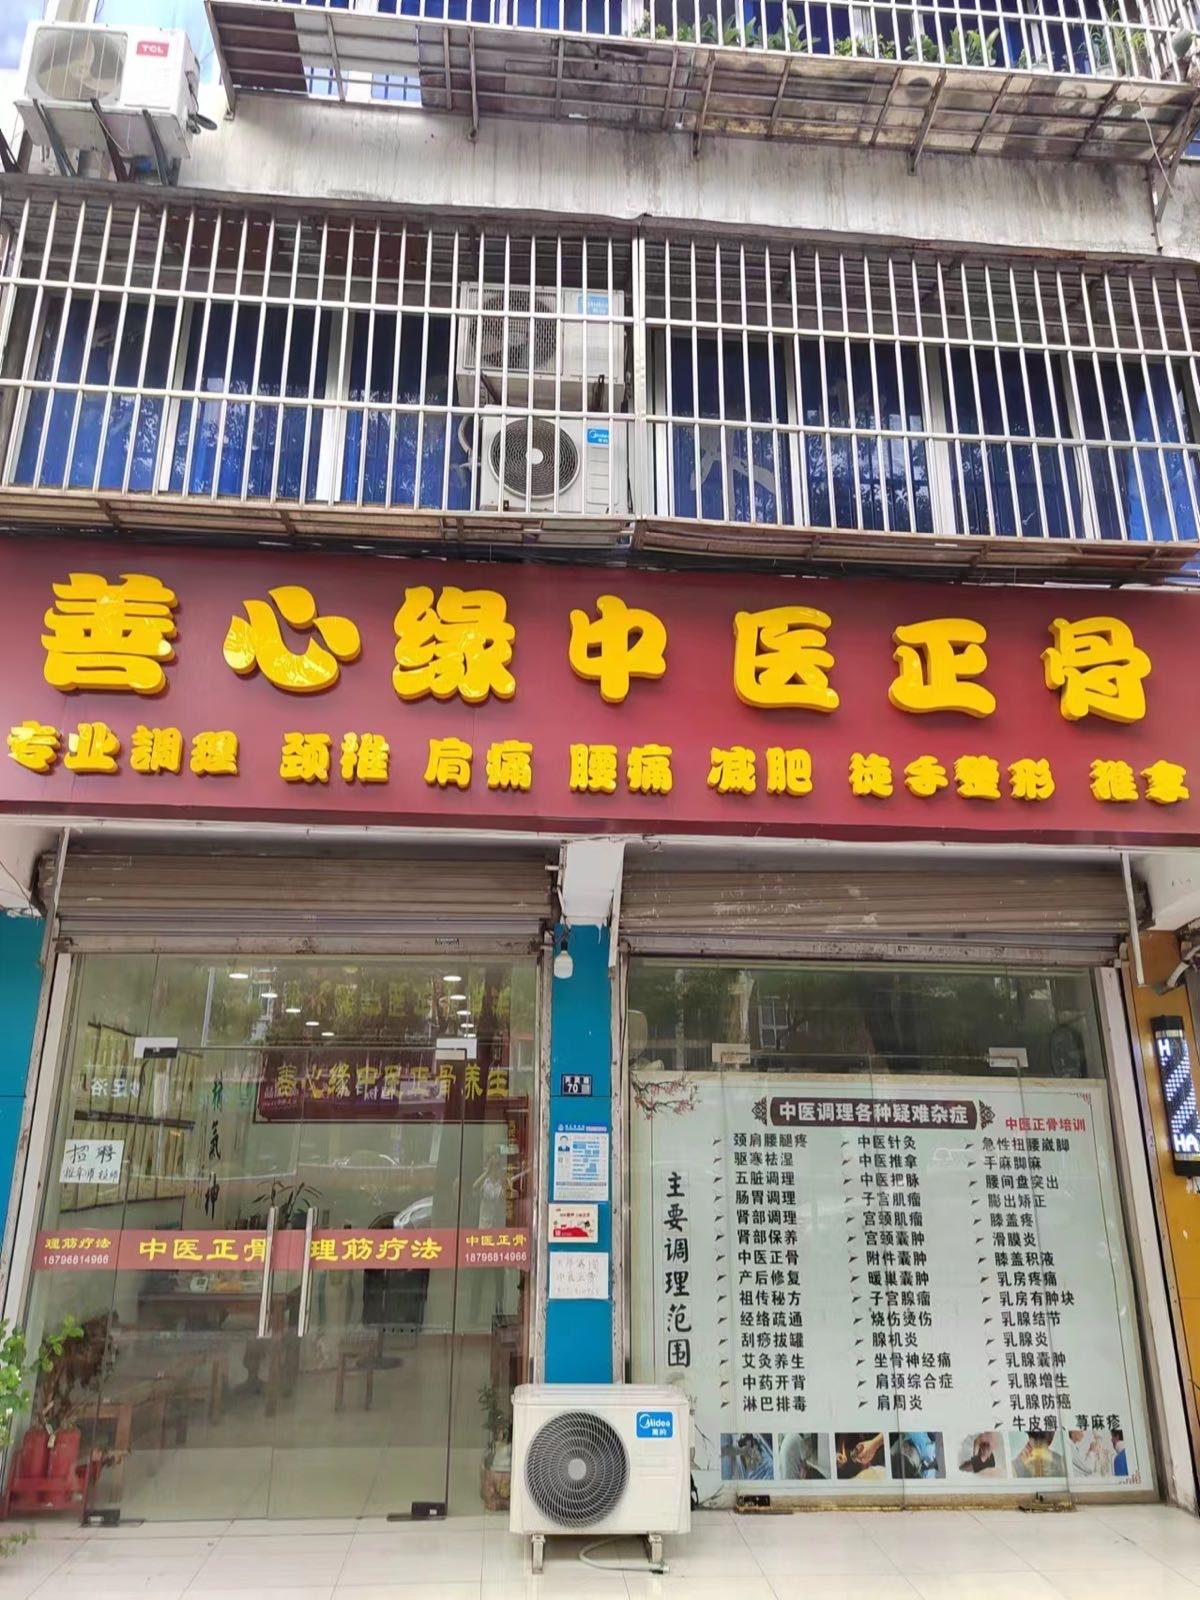 TCL
Midea
善心缘中医正骨
专业調理 颈椎 肩痛 腰痛 减肥 徒手整形 推拿
善心缘中医正骨养生
招聘
氣神
理筋疗法
18796814966
中医正骨
理筋疗法
中医正骨
18796814966
70
Midea
美的
主要调理范围
中医调理各种疑难杂症
中医正骨培训
颈肩腰腿疼
驱寒祛湿
五脏调理
肠胃调理
肾部调理
肾部保养
中医正骨
产后修复
祖传秘方
经络疏通
刮痧拔罐
艾灸养生
中药开背
淋巴排毒
中医针灸
中医推拿
中医把脉
子宫肌瘤
宫颈肌瘤
宫颈囊肿
附件囊肿
暖巢囊肿
子宫腺瘤
烧伤烫伤
腺机炎
坐骨神经痛
肩颈综合症
肩周炎
急性扭腰崴脚
手麻脚麻
腰间盘突出
膨出矫正
膝盖疼
滑膜炎
膝盖积液
乳房疼痛
乳房有肿块
乳腺结节
乳腺炎
乳腺囊肿
乳腺增生
乳腺防癌
牛皮癣、荨麻疹